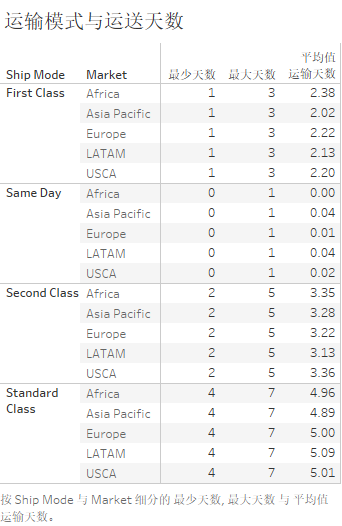 运输模式与运送天数
平均值
Ship Mode Market 最少天数 最大天数 运输天数
First Class Africa 1 3 2.38
Asia Pacific 1 3 2.02
Europe 1 3 2.22
LATAM 1 3 2.13
USCA 1 3 2.20
Same Day Africa 0 1 0.00
Asia Pacific 0 1 0.04
Europe 0 1 0.01
LATAM 0 1 0.04
USCA 0 1 0.02
Second Class Africa 2 5 3.35
Asia Pacific 2 5 3.28
Europe 2 5 3.22
LATAM 2 5 3.13
USCA 2 5 3.36
Standard Africa 4 7 4.96
Class Asia Pacific 4 7 4.89
Europe 4 7 5.00
LATAM 4 7 5.09
USCA 4 7 5.01
按 Ship Mode 与 Market 细分的 最少天数, 最大天数 与 平均值
运输天数。